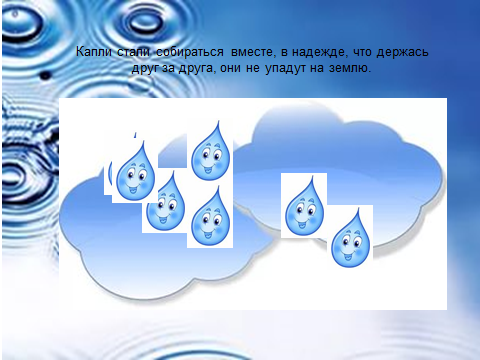 Капли стали собираться вместе, в надежде, что держась
друг за друга, они не упадут на землю.